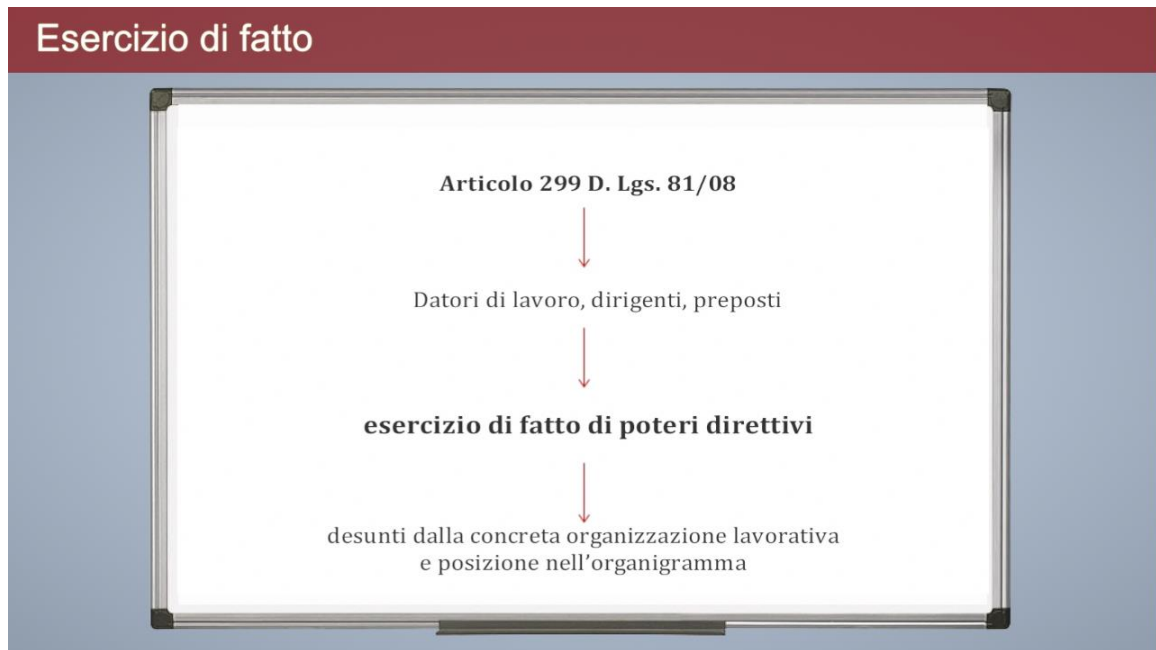 Esercizio di fatto
Articolo 299 D. Lgs. 81/08
Datori di lavoro, dirigenti, preposti
esercizio di fatto di poteri direttivi
desunti dalla concreta organizzazione lavorativa
e posizione nell’organigramma